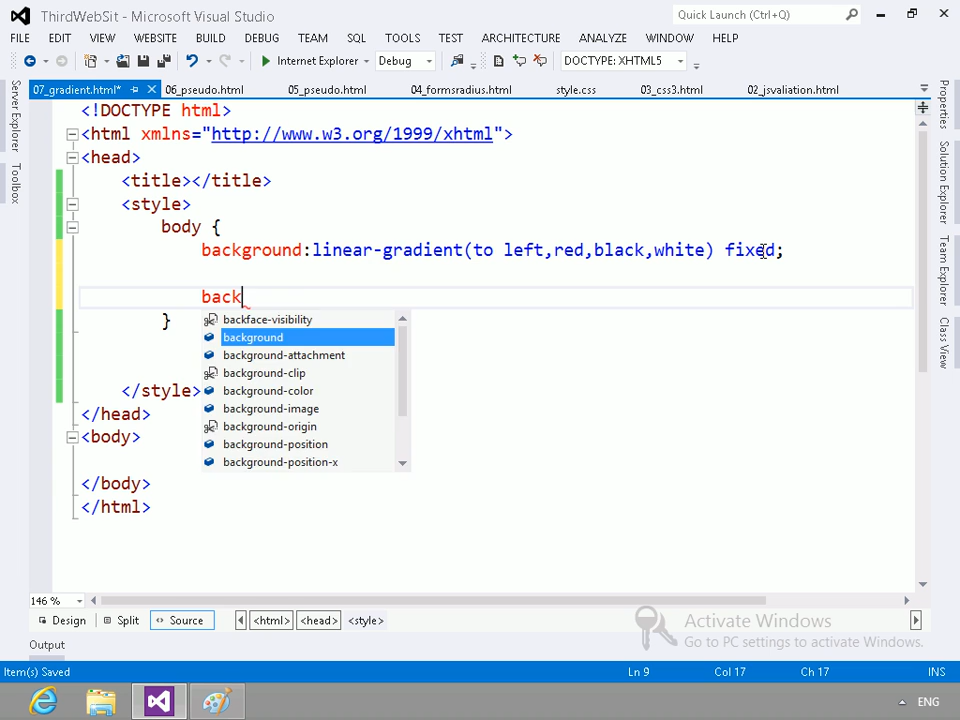 ThirdWebSit - Microsoft Visual Studio
Quick Launch (Ctrl+Q)
FILE EDIT VIEW WEBSITE BUILD DEBUG TEAM SQL TOOLS TEST ARCHITECTURE ANALYZE WINDOW HELP
Internet Explorer Debug DOCTYPE: XHTML5
07_gradient.html* 06_pseudo.html 05_pseudo.html 04_formsradius.html style.css 03_css3.html 02_jsvaliation.html
Server Explorer
Toolbox
Properties
Solution Explorer
Team Explorer
Class View
<!DOCTYPE html>
<html xmlns="http://www.w3.org/1999/xhtml">
<head>
<title></title>
<style>
body {
background:linear-gradient(to left,red,black,white) fixed;
back
backface-visibility
background
background-attachment
background-clip
background-color
background-image
background-origin
background-position
background-position-x
}
</style>
</head>
<body>
</body>
</html>
146 %
Design Split Source <html> <head> <style>
Activate Windows
Go to PC settings to activate Windows.
Output
Item(s) Saved Ln 9 Col 17 Ch 17 INS
ENG